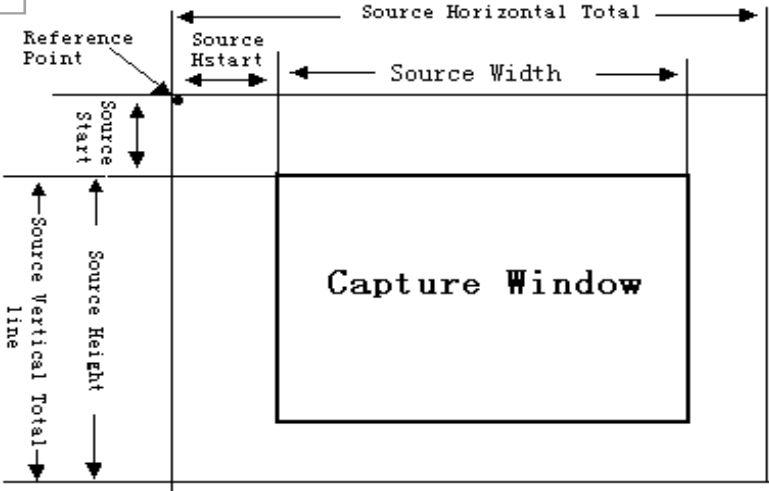 Source Horizontal Total
Reference
Point
Source
Hstart
Source Width
Source
Start
Capture Window
Source Height
Source Vertical Total
line